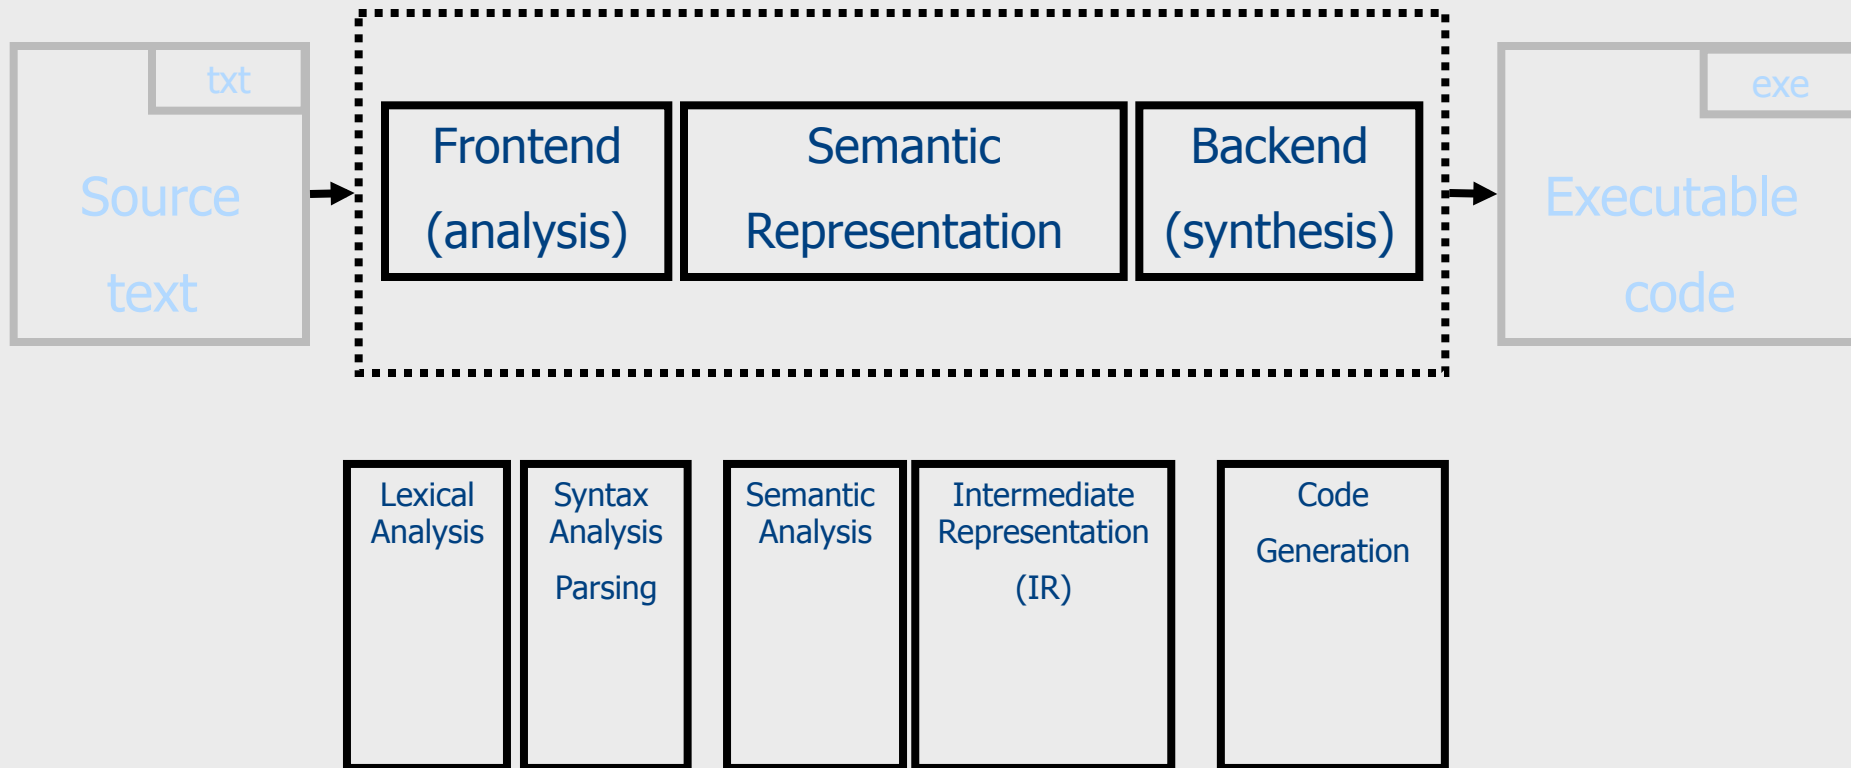 txt
Source
text
Frontend
(analysis)
Semantic
Representation
Backend
(synthesis)
exe
Executable
code
Lexical
Analysis
Syntax
Analysis
Parsing
Semantic
Analysis
Intermediate
Representation
(IR)
Code
Generation